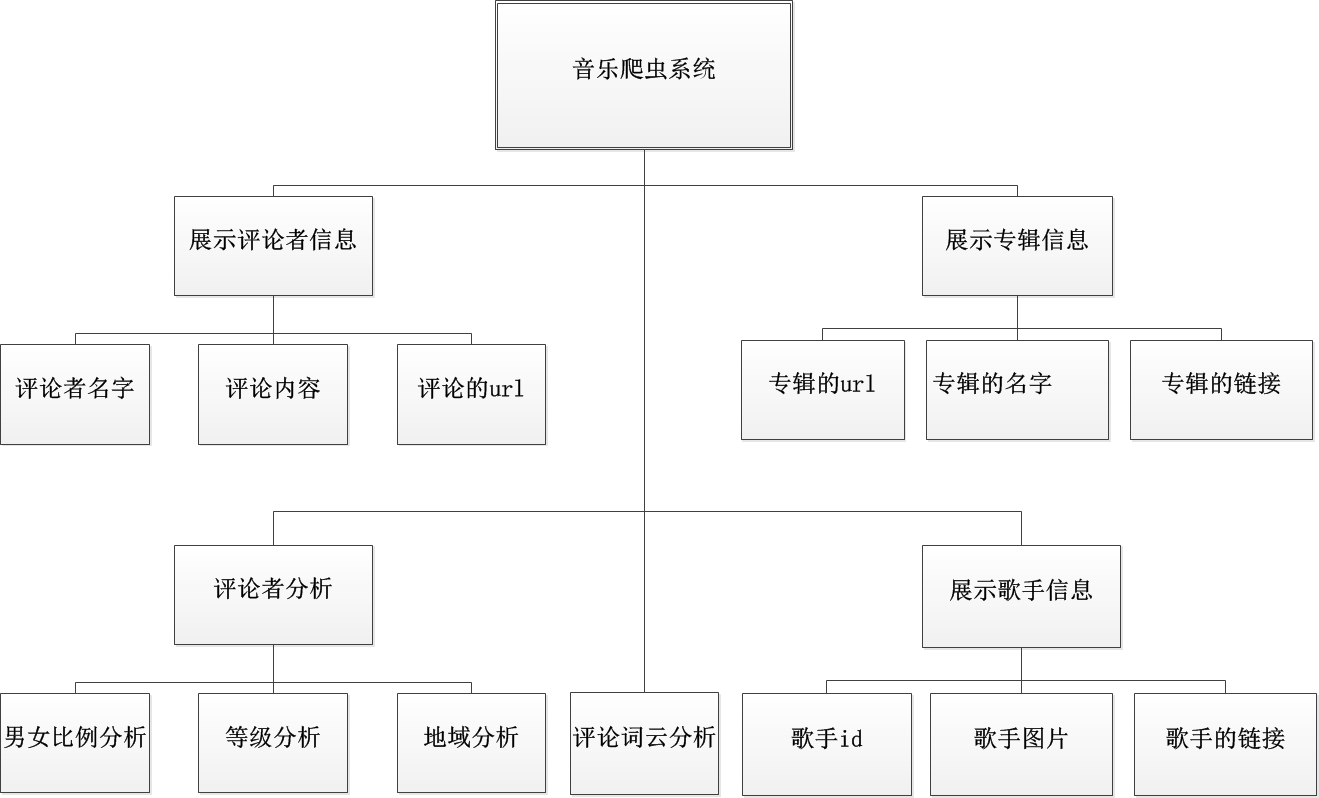 音乐爬虫系统
展示评论者信息
展示专辑信息
评论者名字
评论内容
评论的url
专辑的url
专辑的名字
专辑的链接
评论者分析
展示歌手信息
男女比例分析
等级分析
地域分析
评论词云分析
歌手id
歌手图片
歌手的链接